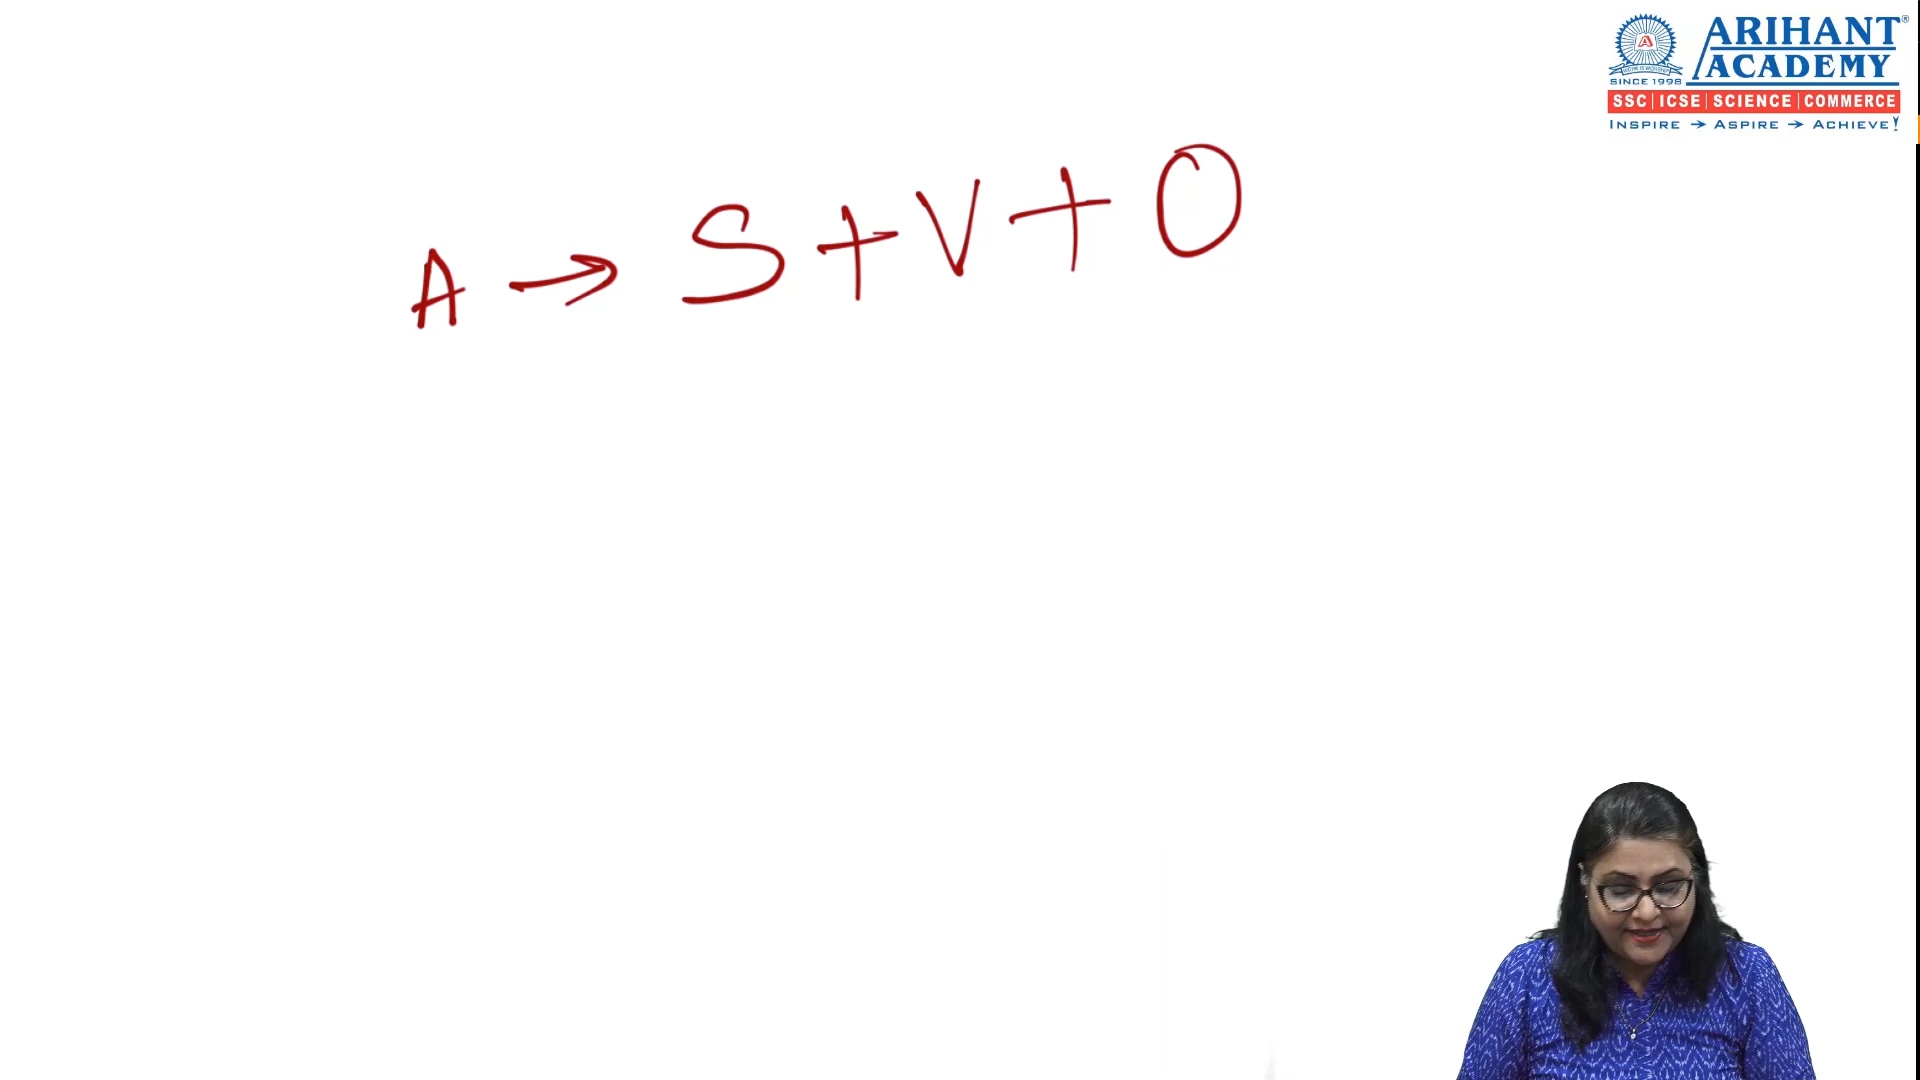 ARIHANT
ACADEMY
SINCE 1998
SSC | ICSE | SCIENCE | COMMERCE
INSPIRE → ASPIRE → ACHIEVE!
A → S + V + O